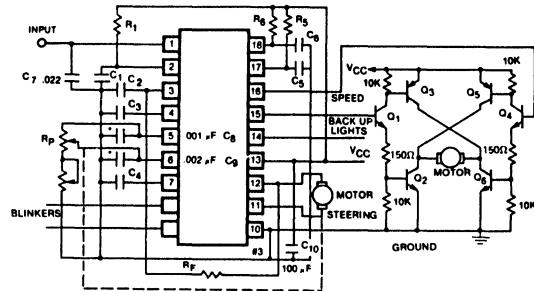 INPUT
R1
C7 .022
C1
C2
C3
C4
RP
BLINKERS
1
2
3
4
5
6
7
001 μF C8
.002 μF C9
18
17
16
15
14
13
12
11
10
R6
R5
C6
C5
SPEED
BACK UP
LIGHTS
VCC
MOTOR
STEERING
#3
C10
100 μF
RF
GROUND
VCC
10K
Q1
Q3
150Ω
Q2
10K
MOTOR
Q5
10K
Q4
150Ω
Q6
10K